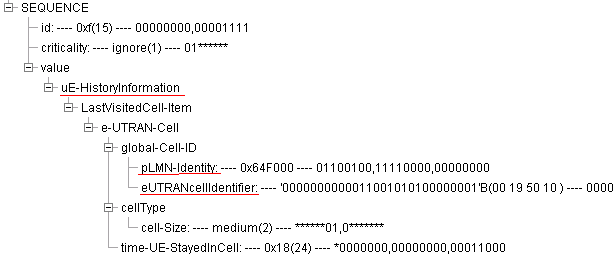 SEQUENCE
id: ---- 0xf(15) ---- 00000000,00001111
criticality: ---- ignore(1) ---- 01******
value
uE-HistoryInformation
LastVisitedCell-Item
e-UTRAN-Cell
global-Cell-ID
pLMN-Identity: ---- 0x64F000 ---- 01100100,11110000,00000000
eUTRANcellIdentifier: ---- '0000000000011001010100000001'B(00 19 50 10 ) ---- 0000
cellType
cell-Size: ---- medium(2) ---- ******01,0*******
time-UE-StayedInCell: ---- 0x18(24) ---- *0000000,00000000,00011000